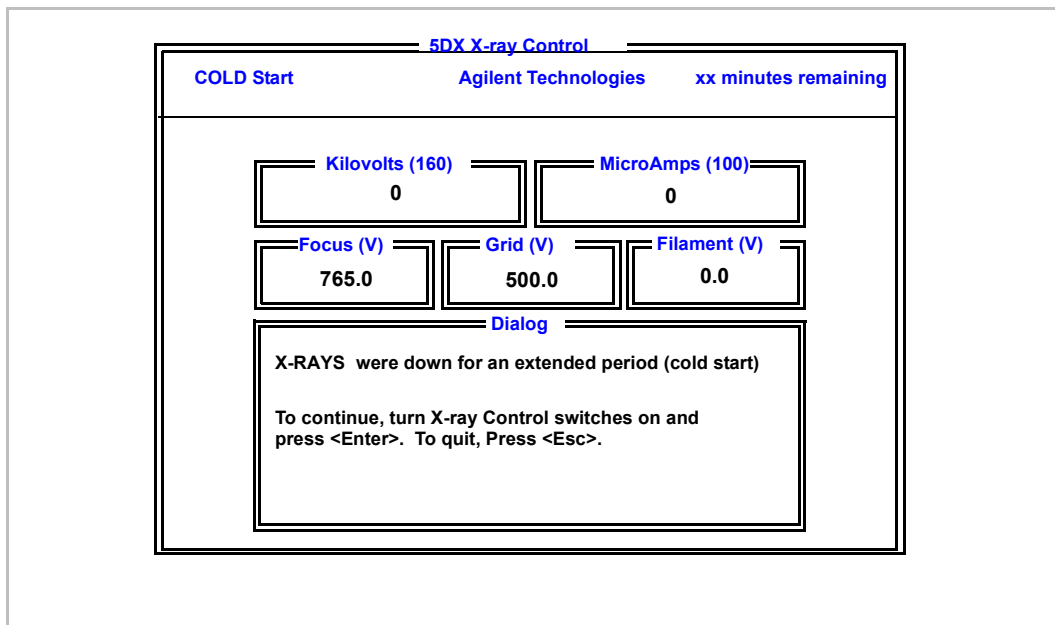 5DX X-ray Control
COLD Start Agilent Technologies xx minutes remaining
Kilovolts (160) MicroAmps (100)
0 0
Focus (V) Grid (V) Filament (V)
765.0 500.0 0.0
Dialog
X-RAYS were down for an extended period (cold start)
To continue, turn X-ray Control switches on and
press <Enter>. To quit, Press <Esc>.